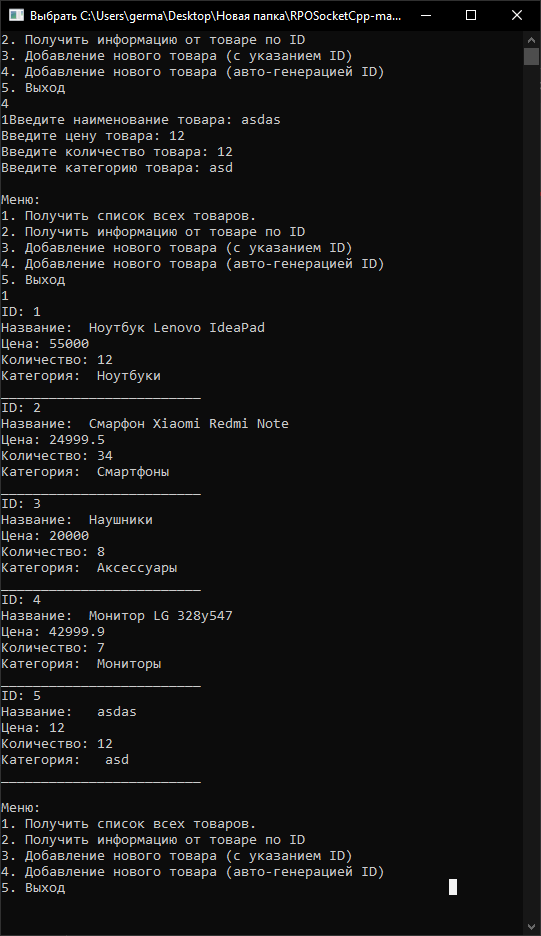 Выбрать C:\Users\germa\Desktop\Новая папка\RPOSocketCpp-ma...
2. Получить информацию от товаре по ID
3. Добавление нового товара (с указанием ID)
4. Добавление нового товара (авто-генерацией ID)
5. Выход
4
1Введите наименование товара: asdas
Введите цену товара: 12
Введите количество товара: 12
Введите категорию товара: asd
Меню:
1. Получить список всех товаров.
2. Получить информацию от товаре по ID
3. Добавление нового товара (с указанием ID)
4. Добавление нового товара (авто-генерацией ID)
5. Выход
1
ID: 1
Название:  Ноутбук Lenovo IdeaPad
Цена: 55000
Количество: 12
Категория:  Ноутбуки
_________________________
ID: 2
Название:  Смарфон Xiaomi Redmi Note
Цена: 24999.5
Количество: 34
Категория:  Смартфоны
_________________________
ID: 3
Название:  Наушники
Цена: 20000
Количество: 8
Категория:  Аксессуары
_________________________
ID: 4
Название:  Монитор LG 328y547
Цена: 42999.9
Количество: 7
Категория:  Мониторы
_________________________
ID: 5
Название:   asdas
Цена: 12
Количество: 12
Категория:   asd
_________________________
Меню:
1. Получить список всех товаров.
2. Получить информацию от товаре по ID
3. Добавление нового товара (с указанием ID)
4. Добавление нового товара (авто-генерацией ID)
5. Выход